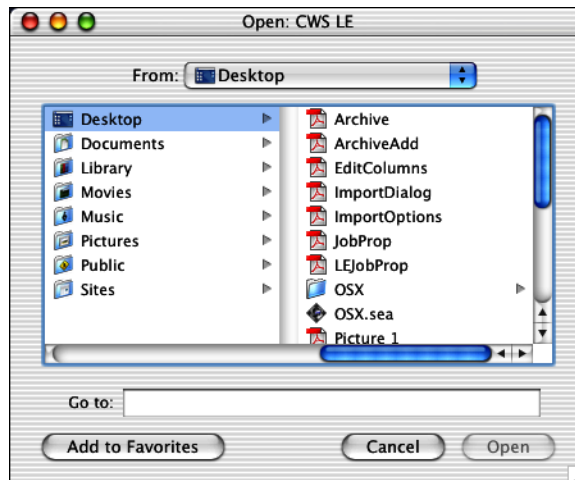 Open: CWS LE
From: Desktop
Desktop
Documents
Library
Movies
Music
Pictures
Public
Sites
Archive
ArchiveAdd
EditColumns
ImportDialog
ImportOptions
JobProp
LEJobProp
OSX
OSX.sea
Picture 1
Go to:
Add to Favorites
Cancel
Open